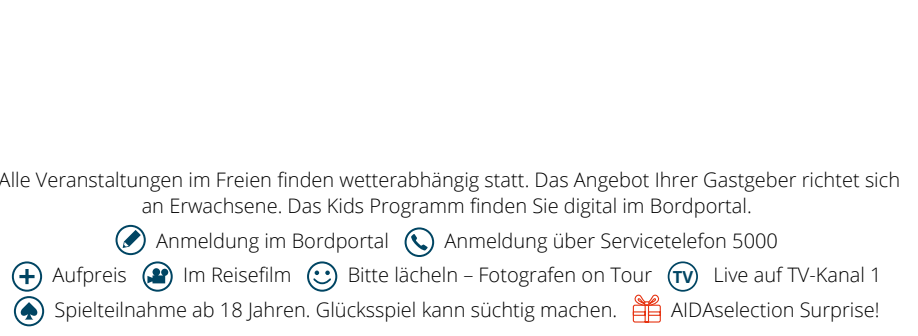 Alle Veranstaltungen im Freien finden wetterabhängig statt. Das Angebot Ihrer Gastgeber richtet sich
an Erwachsene. Das Kids Programm finden Sie digital im Bordportal.
Anmeldung im Bordportal Anmeldung über Servicetelefon 5000
Aufpreis Im Reisefilm Bitte lächeln – Fotografen on Tour TV Live auf TV-Kanal 1
Spielteilnahme ab 18 Jahren. Glücksspiel kann süchtig machen. AIDAselection Surprise!